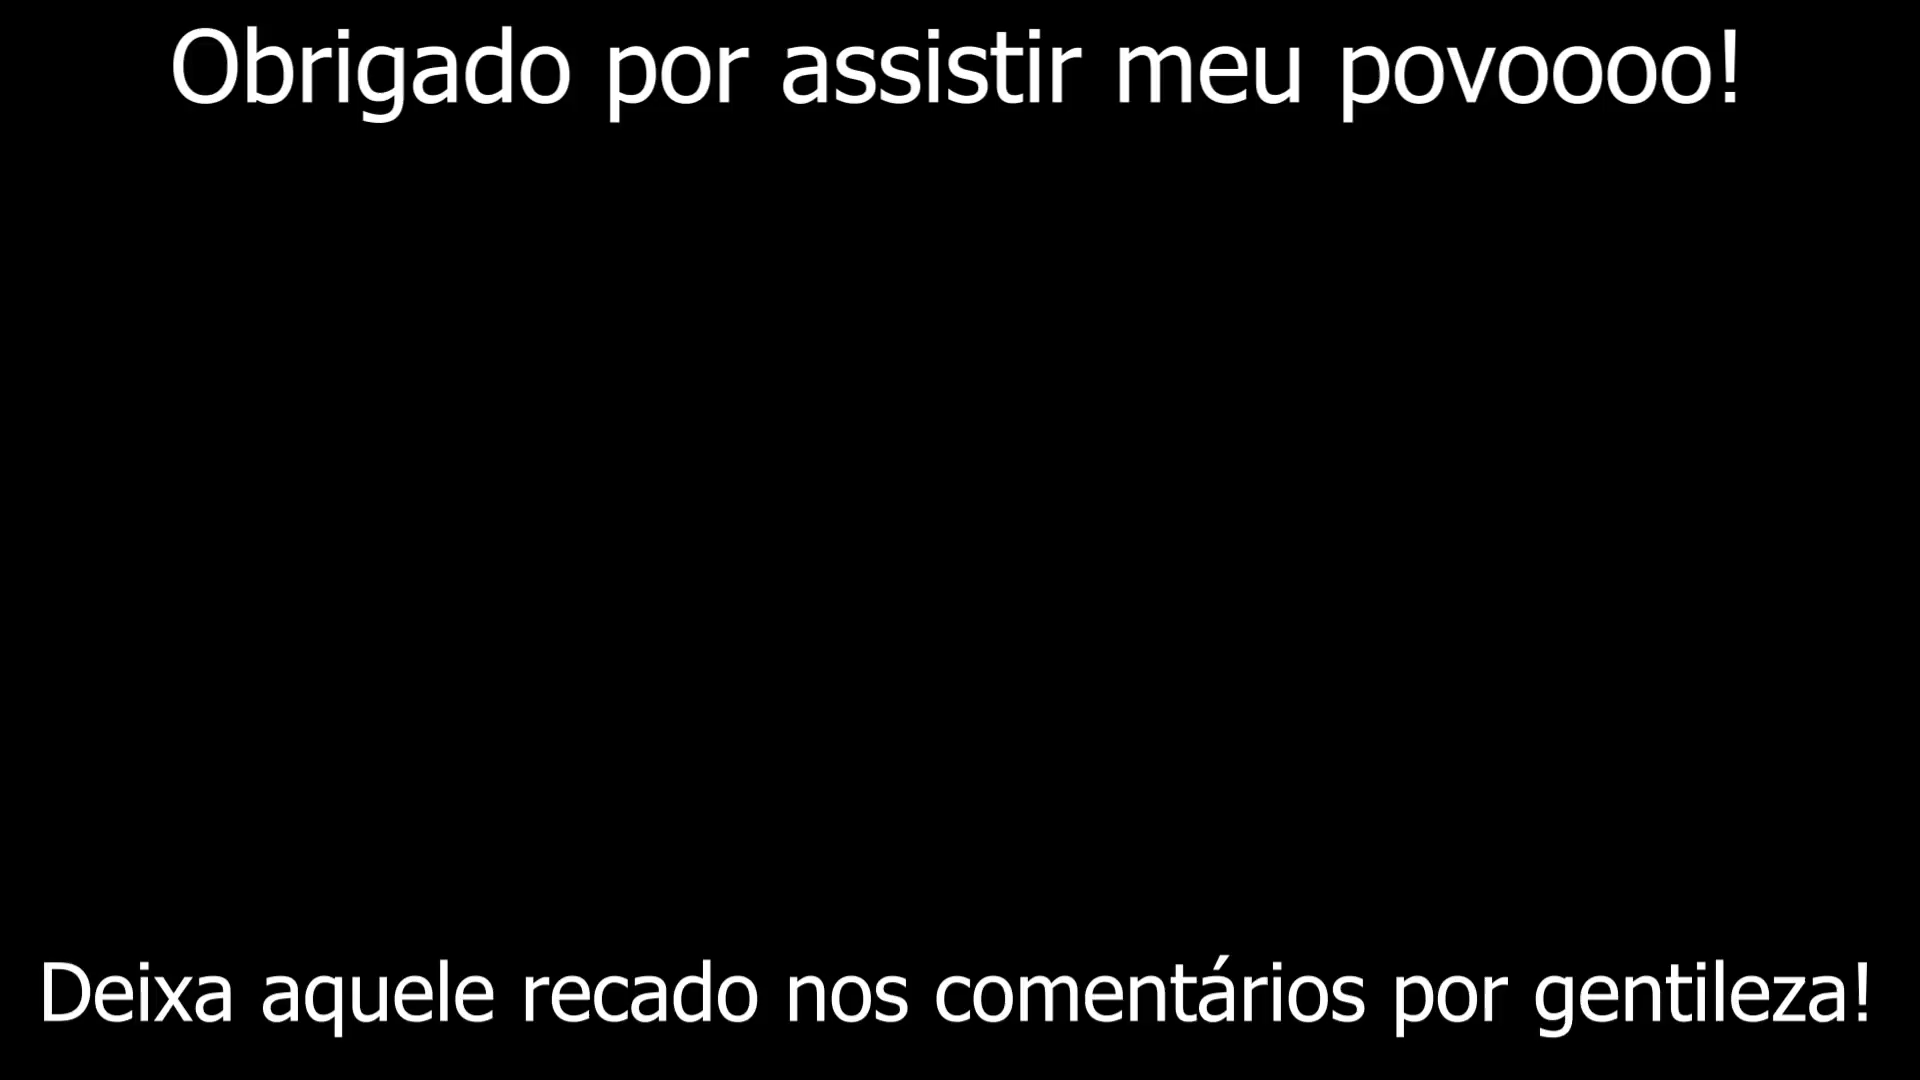 Obrigado por assistir meu povoooo!
Deixa aquele recado nos comentários por gentileza!